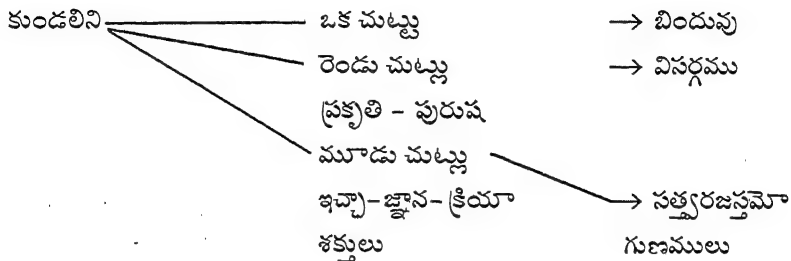 కుండలిని ఒక చుట్టు → బిందువు
రెండు చుట్లు → విసర్గము
ప్రకృతి - పురుష
మూడు చుట్లు
ఇచ్ఛా-జ్ఞాన-క్రియా → సత్త్వరజస్తమో
శక్తులు గుణములు